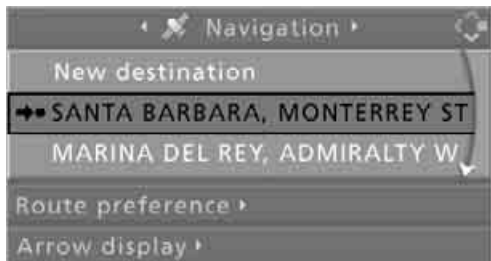 Navigation
New destination
SANTA BARBARA, MONTERREY ST
MARINA DEL REY, ADMIRALTY W
Route preference
Arrow display